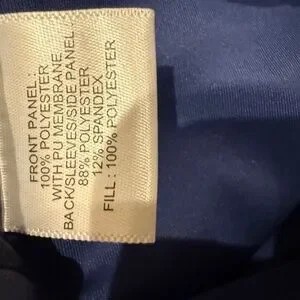 FRONT PANEL :
100% POLYESTER
WITH PU MEMBRANE
BACK/SLEEVES/SIDE PANEL :
88% POLYESTER
12% SPANDEX
FILL : 100% POLYESTER